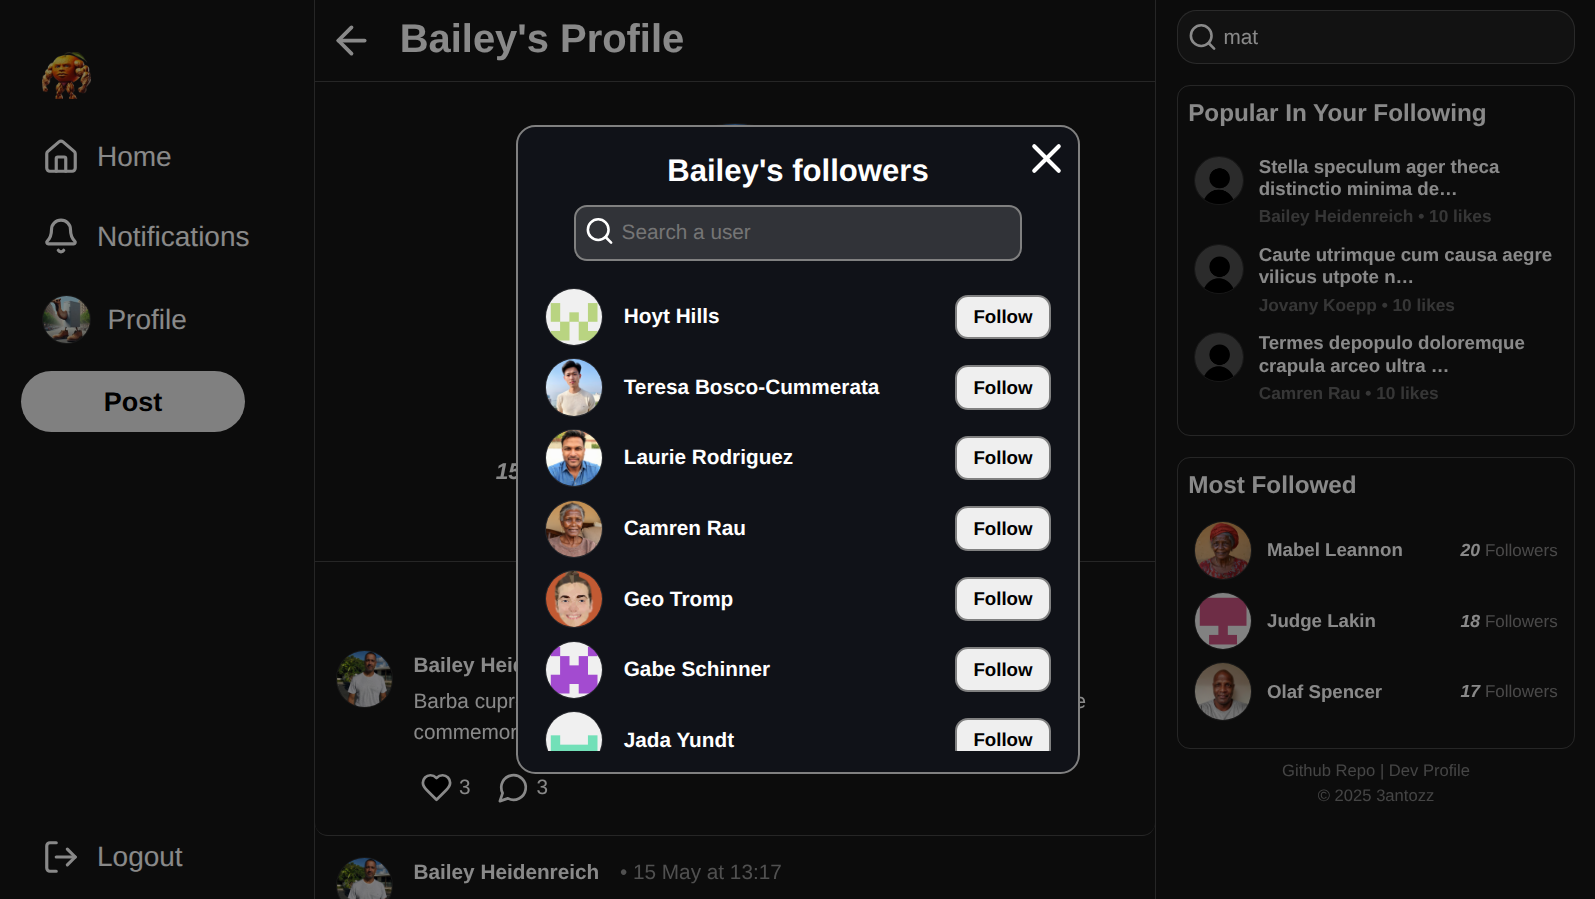 Home
Notifications
Profile
Post
Logout
Bailey's Profile
15
Bailey Heid
Barba cupr
e
commemor
3
3
Bailey Heidenreich • 15 May at 13:17
Bailey's followers
Search a user
Hoyt Hills
Follow
Teresa Bosco-Cummerata
Follow
Laurie Rodriguez
Follow
Camren Rau
Follow
Geo Tromp
Follow
Gabe Schinner
Follow
Jada Yundt
Follow
mat
Popular In Your Following
Stella speculum ager theca
distinctio minima de…
Bailey Heidenreich • 10 likes
Caute utrimque cum causa aegre
vilicus utpote n…
Jovany Koepp • 10 likes
Termes depopulo doloremque
crapula arceo ultra …
Camren Rau • 10 likes
Most Followed
Mabel Leannon
20 Followers
Judge Lakin
18 Followers
Olaf Spencer
17 Followers
Github Repo | Dev Profile
© 2025 3antozz